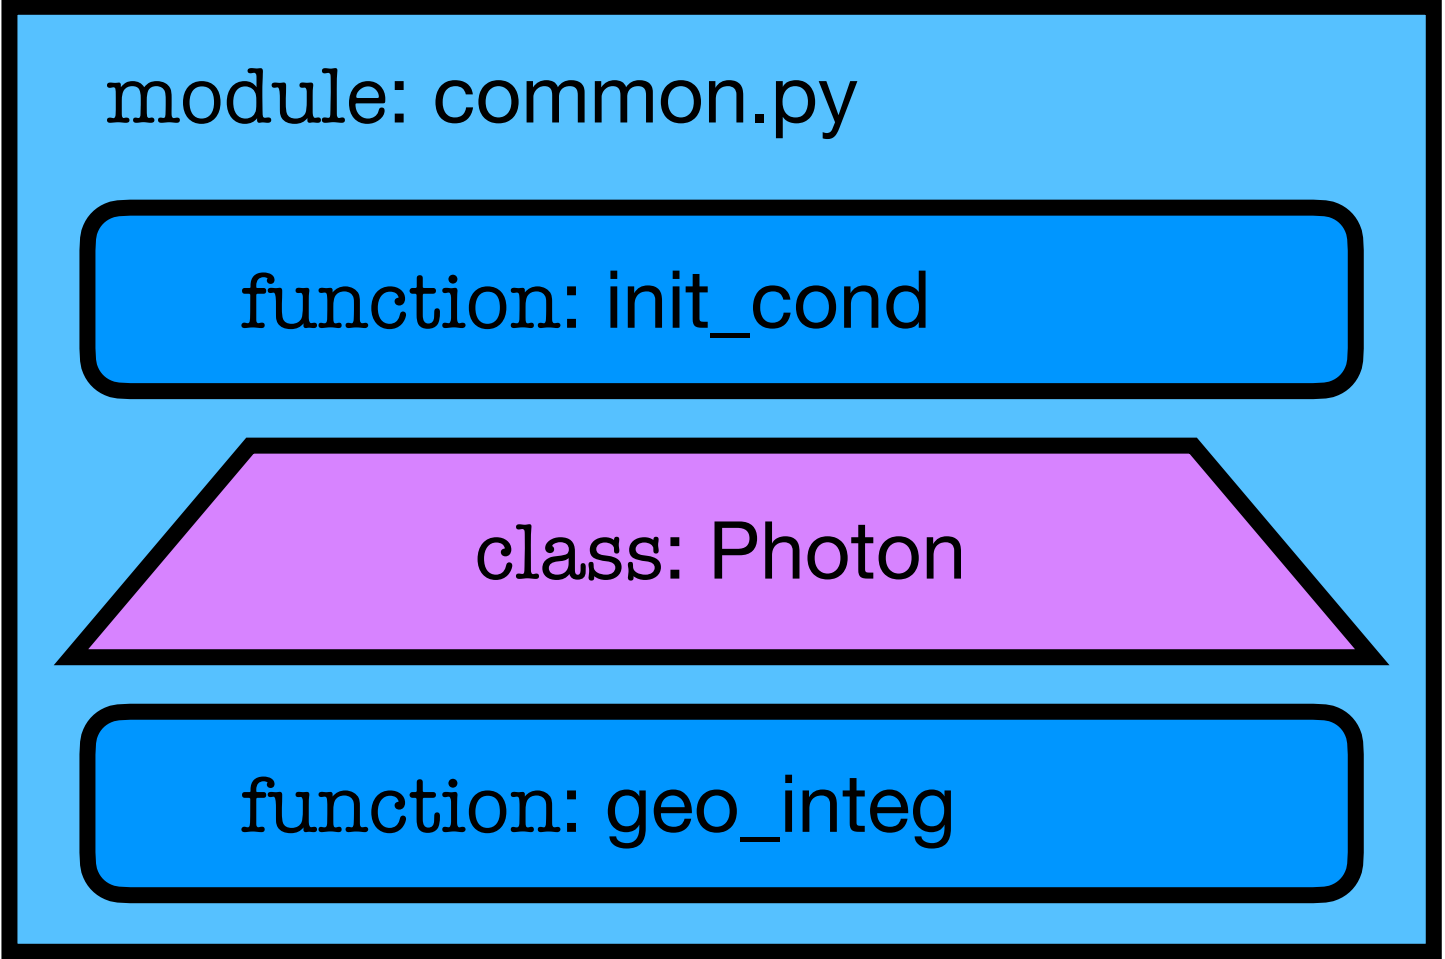 module: common.py
function: init_cond
class: Photon
function: geo_integ